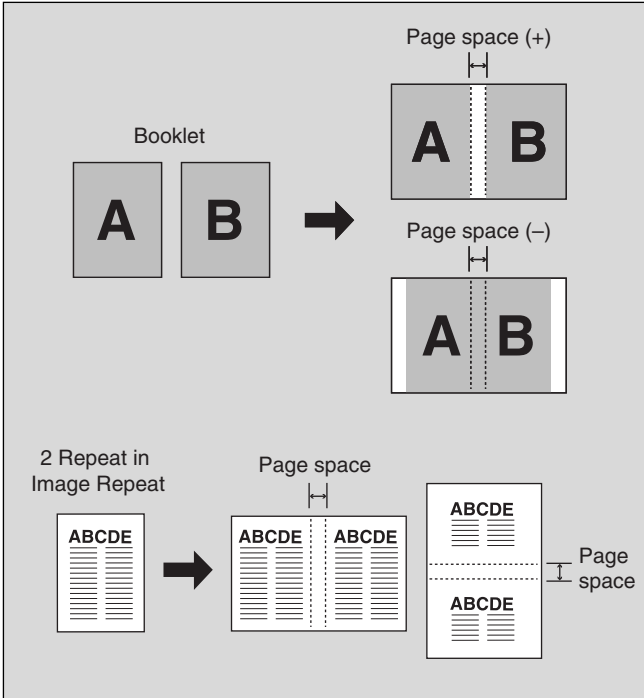 Page space (+)
Booklet
A B
A B
Page space (–)
A B
2 Repeat in
Image Repeat
Page space
ABCDE
ABCDE ABCDE
ABCDE
ABCDE
Page
space